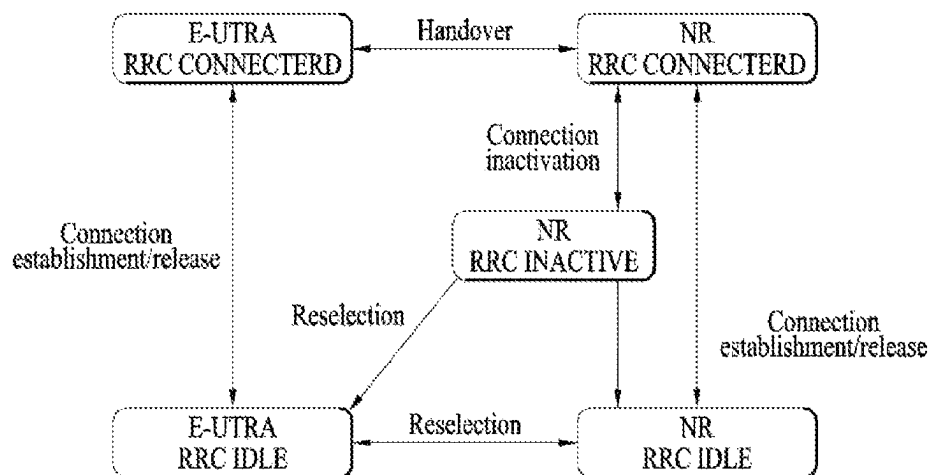 E-UTRA
RRC CONNECTERD
Handover
NR
RRC CONNECTERD
Connection
inactivation
NR
RRC INACTIVE
Connection
establishment/release
Reselection
Connection
establishment/release
E-UTRA
RRC IDLE
Reselection
NR
RRC IDLE